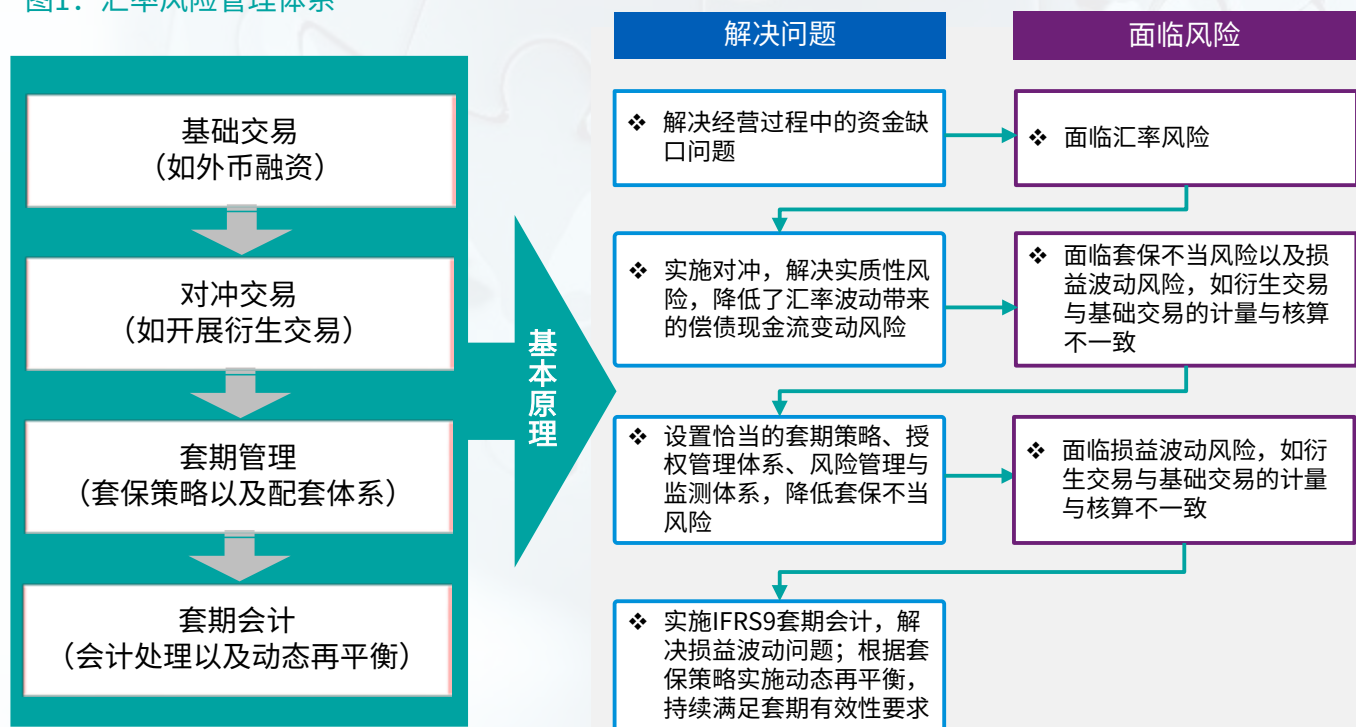 图1：汇率风险管理体系
基础交易
（如外币融资）
对冲交易
（如开展衍生交易）
套期管理
（套保策略以及配套体系）
套期会计
（会计处理以及动态再平衡）
基本原理
解决问题
面临风险
❖ 解决经营过程中的资金缺
口问题
❖ 面临汇率风险
❖ 实施对冲，解决实质性风
险，降低了汇率波动带来
的偿债现金流变动风险
❖ 面临套保不当风险以及损
益波动风险，如衍生交易
与基础交易的计量与核算
不一致
❖ 设置恰当的套期策略、授
权管理体系、风险管理与
监测体系，降低套保不当
风险
❖ 面临损益波动风险，如衍
生交易与基础交易的计量
与核算不一致
❖ 实施IFRS9套期会计，解
决损益波动问题；根据套
保策略实施动态再平衡，
持续满足套期有效性要求